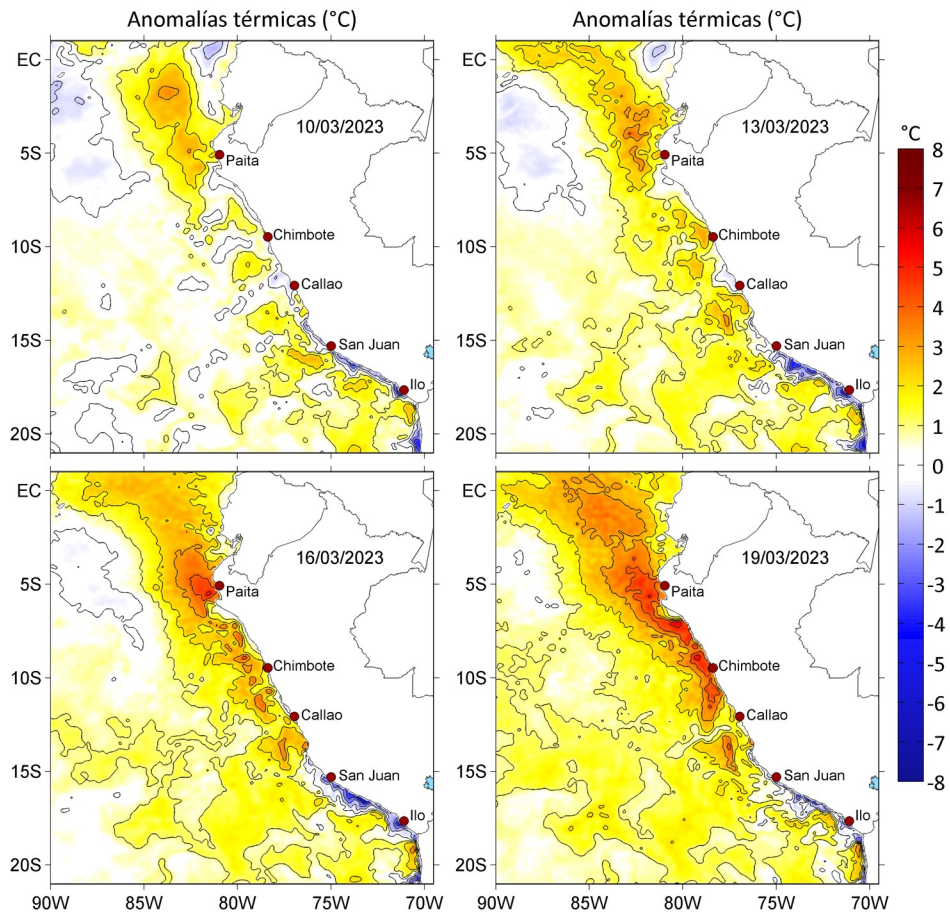 Anomalías térmicas (°C)
Anomalías térmicas (°C)
EC
5S
10S
15S
20S
10/03/2023
Paita
Chimbote
Callao
San Juan
Ilo
90W
85W
80W
75W
70W
13/03/2023
EC
5S
10S
15S
20S
Paita
Chimbote
Callao
San Juan
Ilo
EC
5S
10S
15S
20S
16/03/2023
Paita
Chimbote
Callao
San Juan
Ilo
90W
85W
80W
75W
EC
5S
10S
15S
20S
19/03/2023
Paita
Chimbote
Callao
San Juan
Ilo
90W
85W
80W
75W
70W
°C
8
7
6
5
4
3
2
1
0
-1
-2
-3
-4
-5
-6
-7
-8